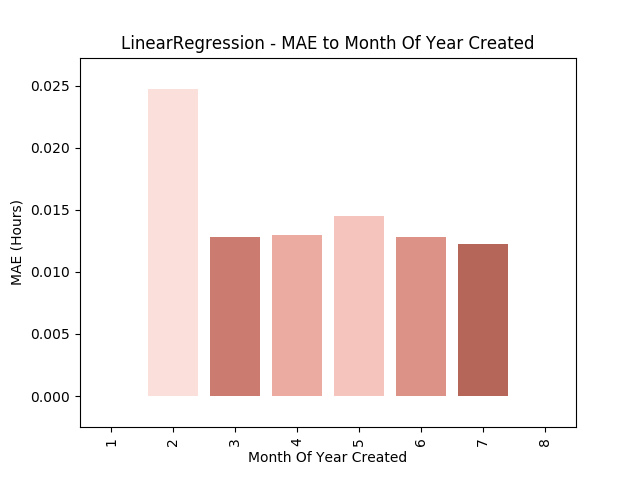 LinearRegression - MAE to Month Of Year Created
MAE (Hours)
0.025
0.020
0.015
0.010
0.005
0.000
1 2 3 4 5 6 7 8
Month Of Year Created